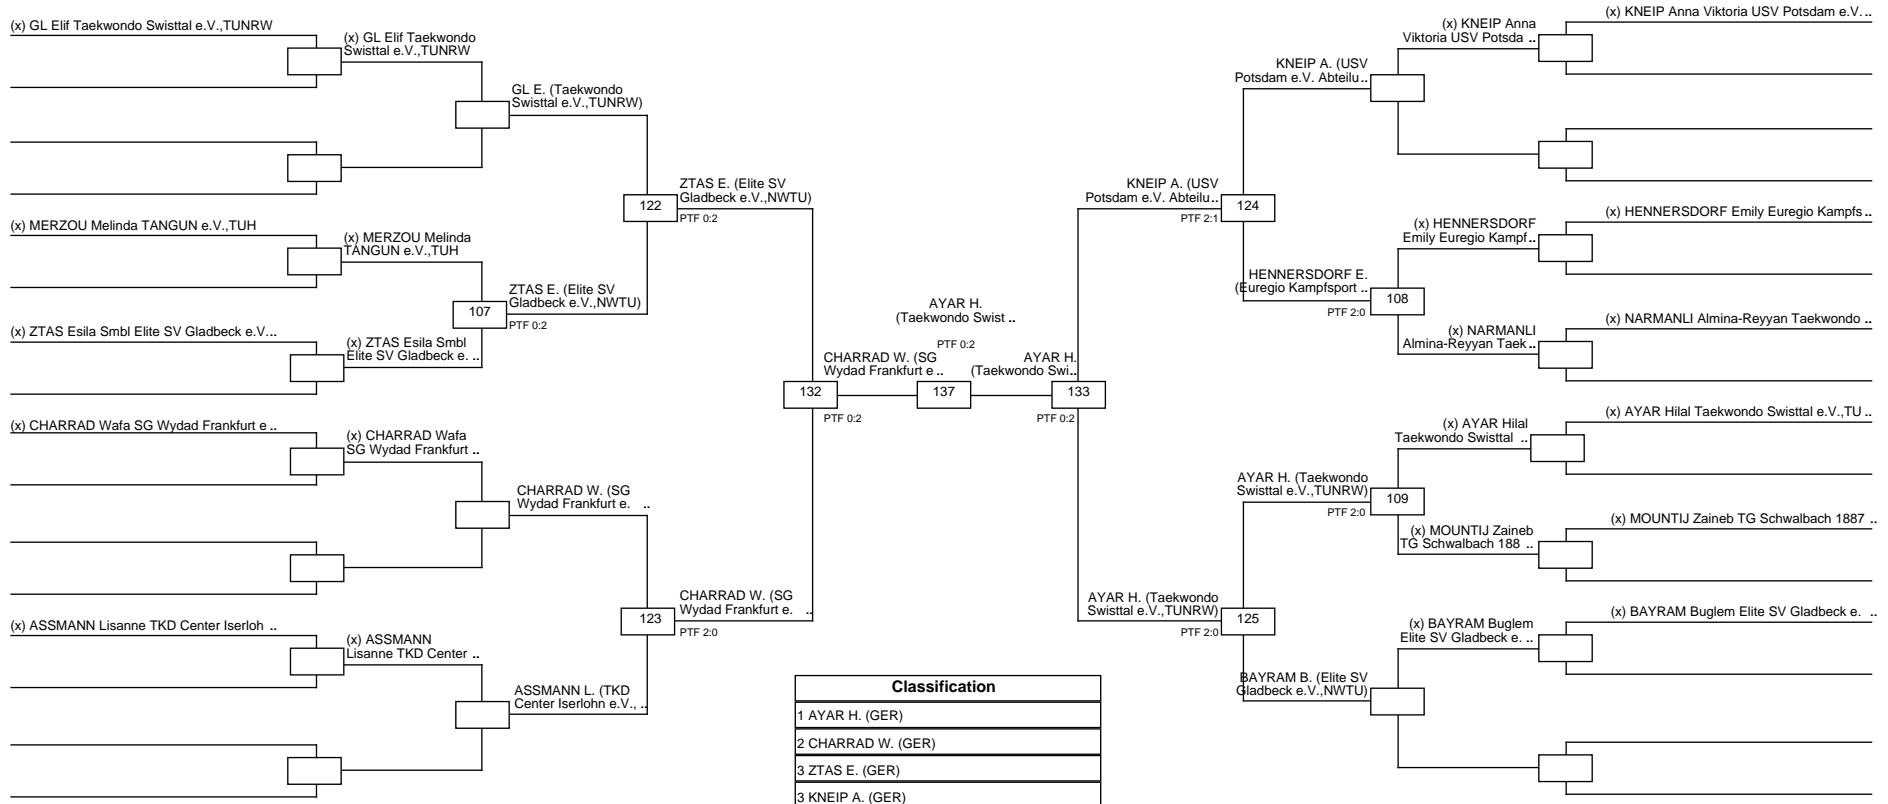 (x) GL Elif Taekwondo Swisttal e.V.,TUNRW
(x) MERZOU Melinda TANGUN e.V.,TUH
(x) ZTAS Esila Smbl Elite SV Gladbeck e.V...
(x) CHARRAD Wafa SG Wydad Frankfurt e ..
(x) ASSMANN Lisanne TKD Center Iserloh ..
(x) GL Elif Taekwondo
Swisttal e.V.,TUNRW
(x) MERZOU Melinda
TANGUN e.V.,TUH
(x) ZTAS Esila Smbl
Elite SV Gladbeck e. ..
(x) CHARRAD Wafa
SG Wydad Frankfurt ..
(x) ASSMANN
Lisanne TKD Center ..
GL E. (Taekwondo
Swisttal e.V.,TUNRW)
107
ZTAS E. (Elite SV
Gladbeck e.V.,NWTU)
PTF 0:2
CHARRAD W. (SG
Wydad Frankfurt e. ..
ASSMANN L. (TKD
Center Iserlohn e.V., ..
122
ZTAS E. (Elite SV
Gladbeck e.V.,NWTU)
PTF 0:2
123
CHARRAD W. (SG
Wydad Frankfurt e. ..
PTF 2:0
132
CHARRAD W. (SG
Wydad Frankfurt e ..
PTF 0:2
AYAR H.
(Taekwondo Swist ..
PTF 0:2
137
AYAR H.
(Taekwondo Swi..
133
PTF 0:2
KNEIP A. (USV
Potsdam e.V. Abteilu..
124
PTF 2:1
AYAR H. (Taekwondo
Swisttal e.V.,TUNRW)
125
PTF 2:0
KNEIP A. (USV
Potsdam e.V. Abteilu..
HENNERSDORF E.
(Euregio Kampfsport ..
108
PTF 2:0
AYAR H. (Taekwondo
Swisttal e.V.,TUNRW)
109
PTF 2:0
BAYRAM B. (Elite SV
Gladbeck e.V.,NWTU)
(x) KNEIP Anna
Viktoria USV Potsda ..
(x) HENNERSDORF
Emily Euregio Kampf..
(x) NARMANLI
Almina-Reyyan Taek..
(x) AYAR Hilal
Taekwondo Swisttal ..
(x) MOUNTIJ Zaineb
TG Schwalbach 188 ..
(x) BAYRAM Buglem
Elite SV Gladbeck e. ..
(x) KNEIP Anna Viktoria USV Potsdam e.V. ..
(x) HENNERSDORF Emily Euregio Kampfs ..
(x) NARMANLI Almina-Reyyan Taekwondo ..
(x) AYAR Hilal Taekwondo Swisttal e.V.,TU ..
(x) MOUNTIJ Zaineb TG Schwalbach 1887 ..
(x) BAYRAM Buglem Elite SV Gladbeck e. ..
Classification
1 AYAR H. (GER)
2 CHARRAD W. (GER)
3 ZTAS E. (GER)
3 KNEIP A. (GER)